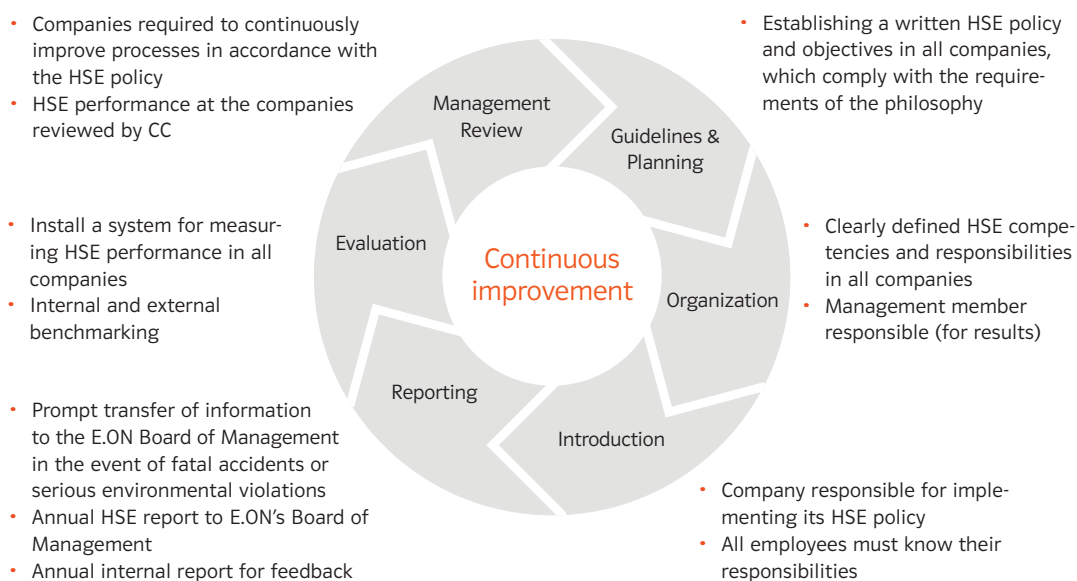 • Companies required to continuously
improve processes in accordance with
the HSE policy
• HSE performance at the companies
reviewed by CC
• Establishing a written HSE policy
and objectives in all companies,
which comply with the require-
ments of the philosophy
Management
Review
Guidelines &
Planning
• Install a system for measur-
ing HSE performance in all
companies
• Internal and external
benchmarking
Evaluation
Continuous
improvement
Organization
• Clearly defined HSE compe-
tencies and responsibilities
in all companies
• Management member
responsible (for results)
Reporting
Introduction
• Prompt transfer of information
to the E.ON Board of Management
in the event of fatal accidents or
serious environmental violations
• Annual HSE report to E.ON's Board of
Management
• Annual internal report for feedback
• Company responsible for imple-
menting its HSE policy
• All employees must know their
responsibilities